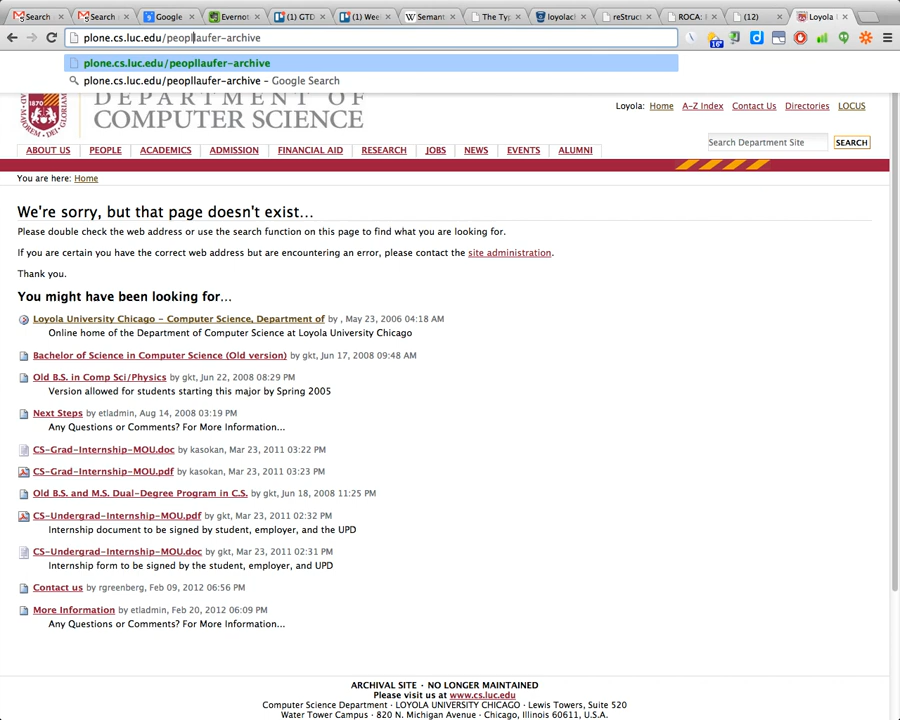 Search
Search
Google
Evernot
(1) GTD
(1) Wee
Semant
The Typ
loyolacl
reStruct
ROCA: I
(12)
Loyola
plone.cs.luc.edu/peopllaufer-archive
16°
plone.cs.luc.edu/peopllaufer-archive
plone.cs.luc.edu/peopllaufer-archive - Google Search
1870
AD·MAJOREM·DEI·GLORIAM
DEPARTMENT OF
COMPUTER SCIENCE
Loyola: Home A-Z Index Contact Us Directories LOCUS
Search Department Site SEARCH
ABOUT US PEOPLE ACADEMICS ADMISSION FINANCIAL AID RESEARCH JOBS NEWS EVENTS ALUMNI
You are here: Home
We're sorry, but that page doesn't exist...
Please double check the web address or use the search function on this page to find what you are looking for.
If you are certain you have the correct web address but are encountering an error, please contact the site administration.
Thank you.
You might have been looking for...
Loyola University Chicago - Computer Science, Department of by , May 23, 2006 04:18 AM
Online home of the Department of Computer Science at Loyola University Chicago
Bachelor of Science in Computer Science (Old version) by gkt, Jun 17, 2008 09:48 AM
Old B.S. in Comp Sci/Physics by gkt, Jun 22, 2008 08:29 PM
Version allowed for students starting this major by Spring 2005
Next Steps by etladmin, Aug 14, 2008 03:19 PM
Any Questions or Comments? For More Information...
CS-Grad-Internship-MOU.doc by kasokan, Mar 23, 2011 03:22 PM
CS-Grad-Internship-MOU.pdf by kasokan, Mar 23, 2011 03:23 PM
Old B.S. and M.S. Dual-Degree Program in C.S. by gkt, Jun 18, 2008 11:25 PM
CS-Undergrad-Internship-MOU.pdf by gkt, Mar 23, 2011 02:32 PM
Internship document to be signed by student, employer, and the UPD
CS-Undergrad-Internship-MOU.doc by gkt, Mar 23, 2011 02:31 PM
Internship form to be signed by the student, employer, and UPD
Contact us by rgreenberg, Feb 09, 2012 06:56 PM
More Information by etladmin, Feb 20, 2012 06:09 PM
Any Questions or Comments? For More Information...
ARCHIVAL SITE · NO LONGER MAINTAINED
Please visit us at www.cs.luc.edu
Computer Science Department · LOYOLA UNIVERSITY CHICAGO · Lewis Towers, Suite 520
Water Tower Campus · 820 N. Michigan Avenue · Chicago, Illinois 60611, U.S.A.